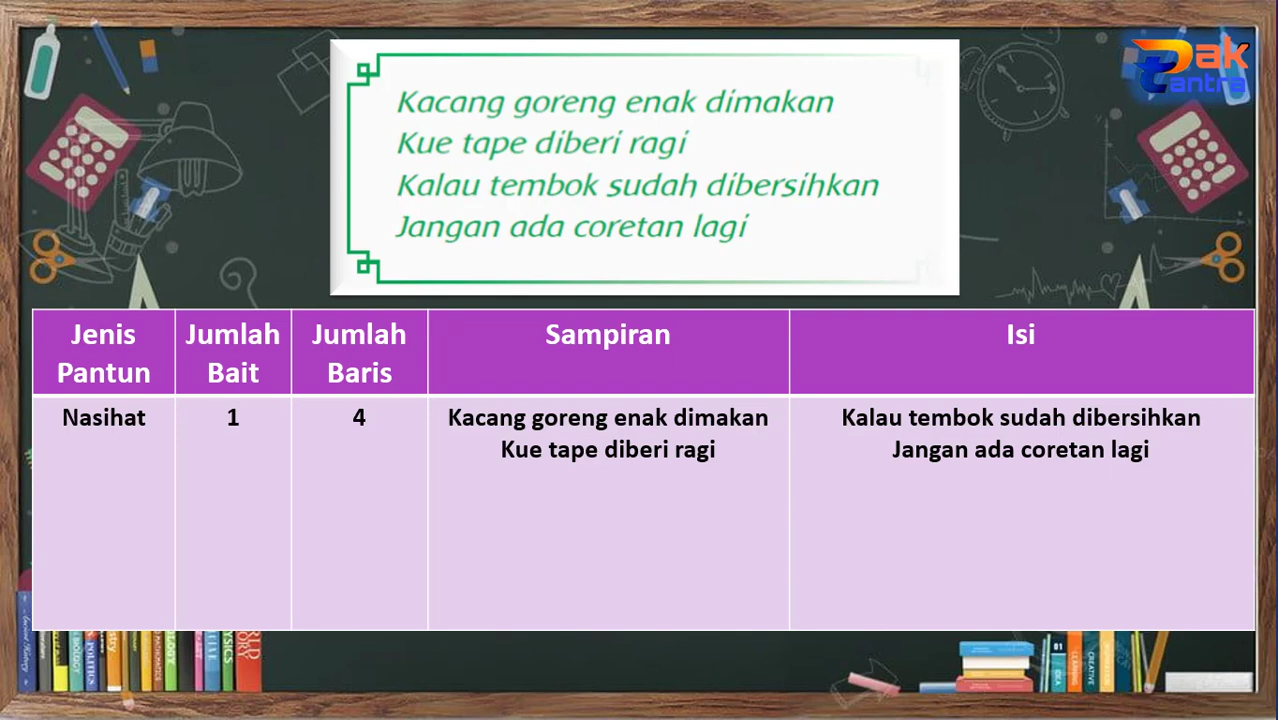 Pak
Tantra
Kacang goreng enak dimakan
Kue tape diberi ragi
Kalau tembok sudah dibersihkan
Jangan ada coretan lagi
Jenis Pantun
Jumlah Bait
Jumlah Baris
Sampiran
Isi
Nasihat
1
4
Kacang goreng enak dimakan
Kue tape diberi ragi
Kalau tembok sudah dibersihkan
Jangan ada coretan lagi
POLITICS